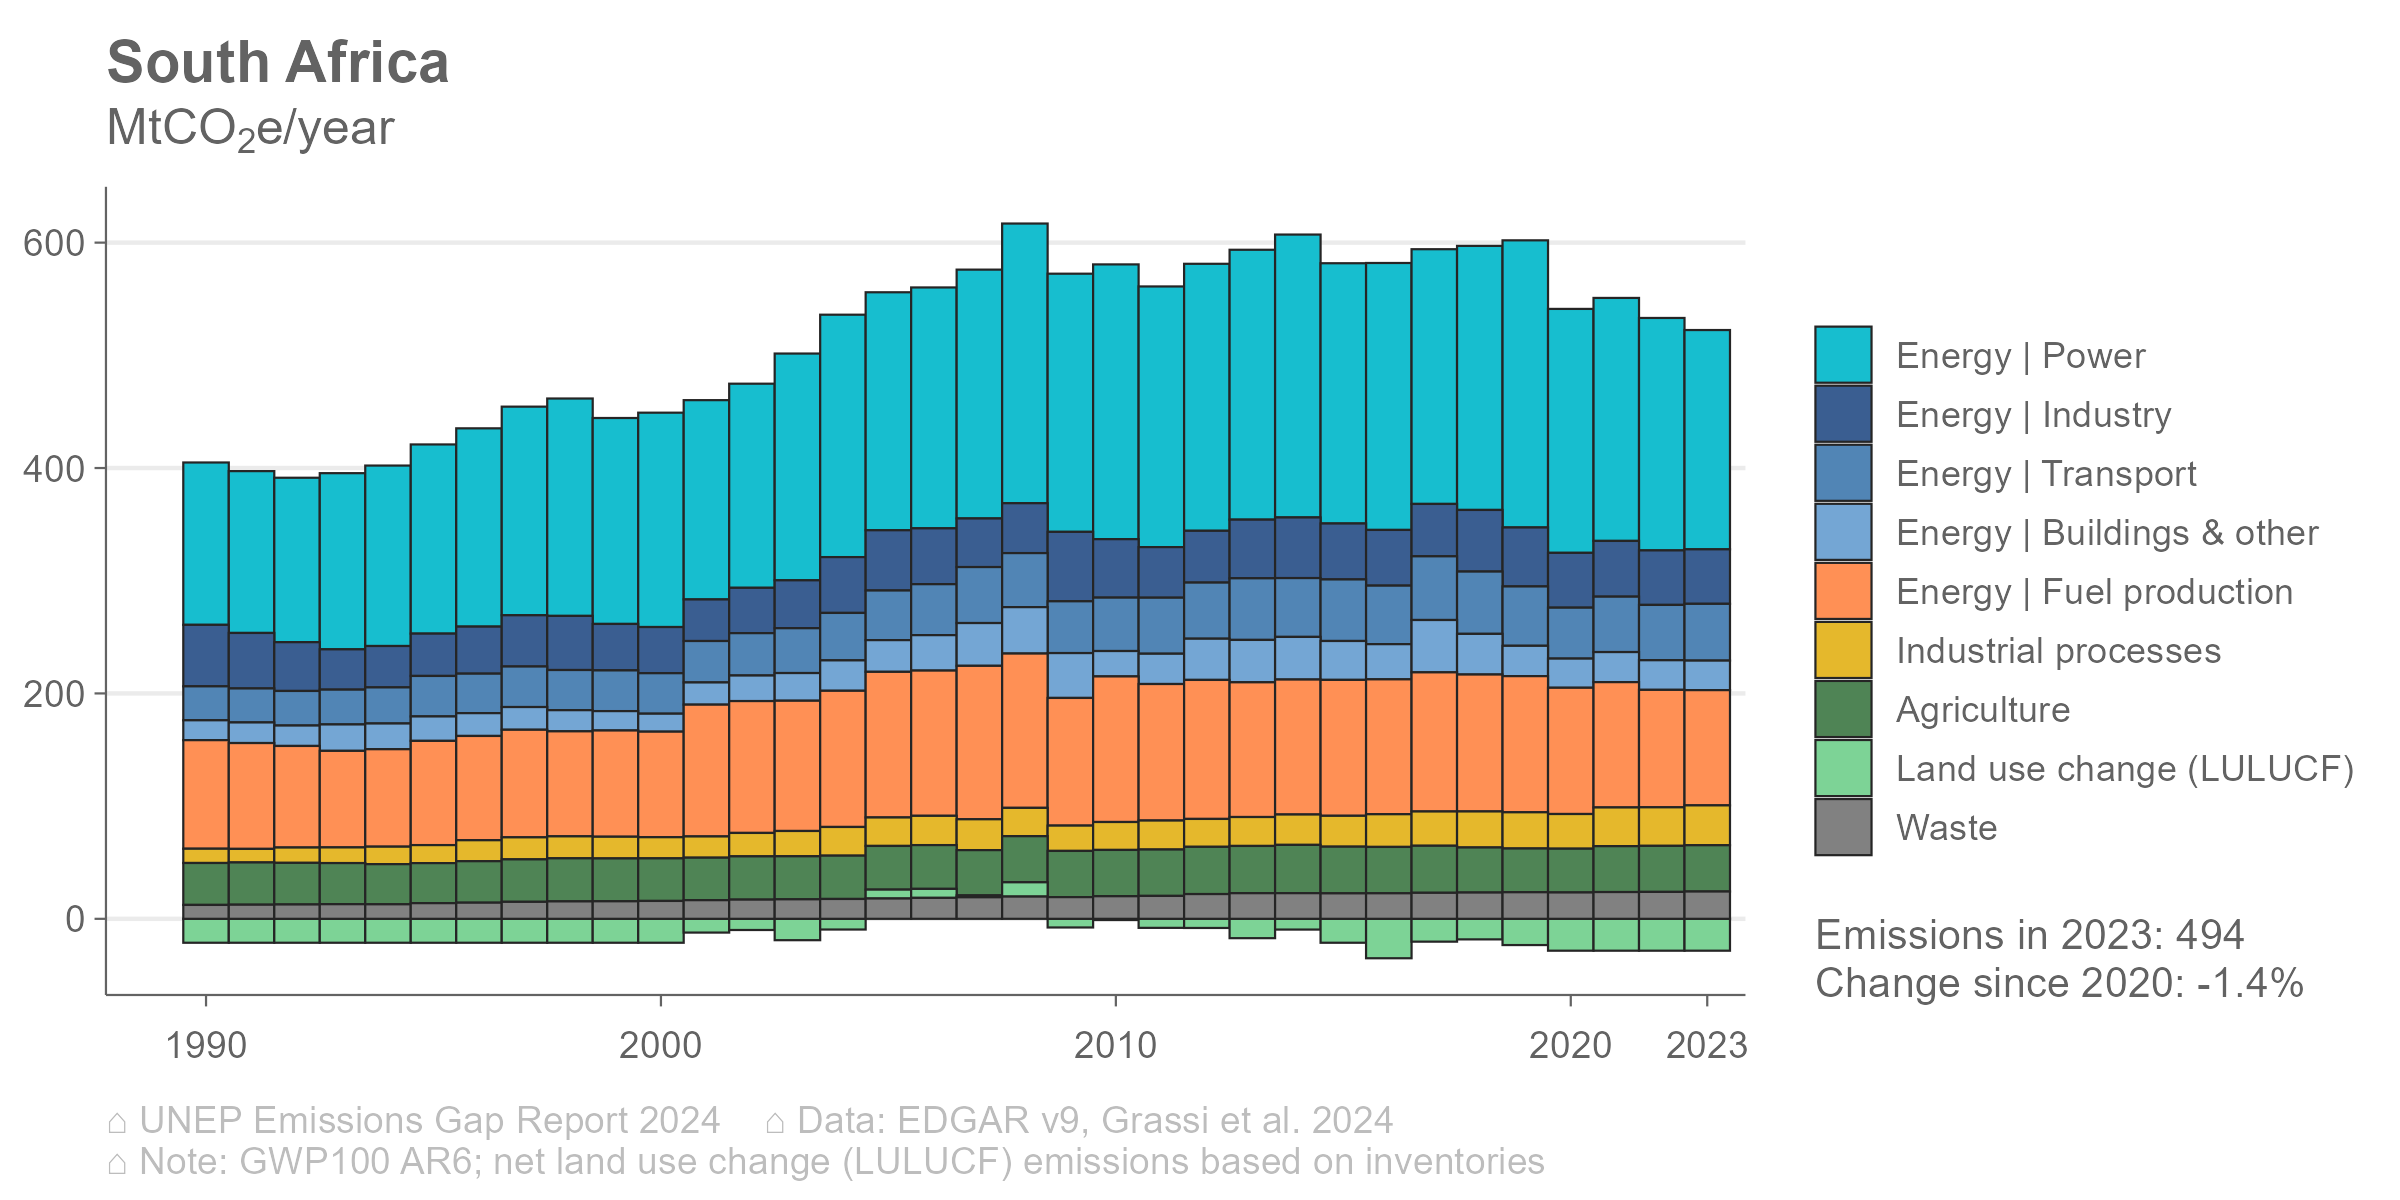 South Africa
MtCO₂e/year
600
400
200
0
1990 2000 2010 2020 2023
Energy | Power
Energy | Industry
Energy | Transport
Energy | Buildings & other
Energy | Fuel production
Industrial processes
Agriculture
Land use change (LULUCF)
Waste
Emissions in 2023: 494
Change since 2020: -1.4%
⌂ UNEP Emissions Gap Report 2024 ⌂ Data: EDGAR v9, Grassi et al. 2024
⌂ Note: GWP100 AR6; net land use change (LULUCF) emissions based on inventories